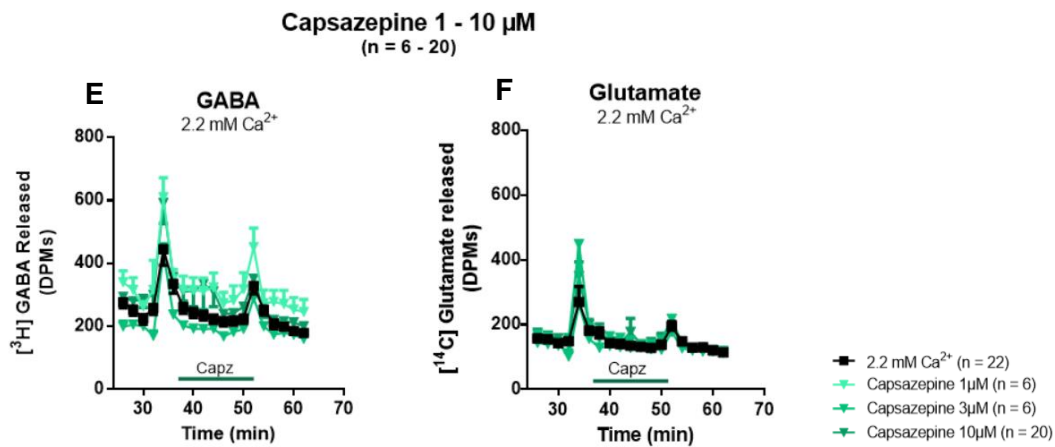 Capsazepine 1 - 10 µM
(n = 6 - 20)
E
GABA
2.2 mM Ca²⁺
[³H] GABA Released
(DPMs)
800
600
400
200
0
Capz
30 40 50 60 70
Time (min)
F
Glutamate
2.2 mM Ca²⁺
[¹⁴C] Glutamate released
(DPMs)
800
600
400
200
0
Capz
30 40 50 60 70
Time (min)
2.2 mM Ca²⁺ (n = 22)
Capsazepine 1µM (n = 6)
Capsazepine 3µM (n = 6)
Capsazepine 10µM (n = 20)